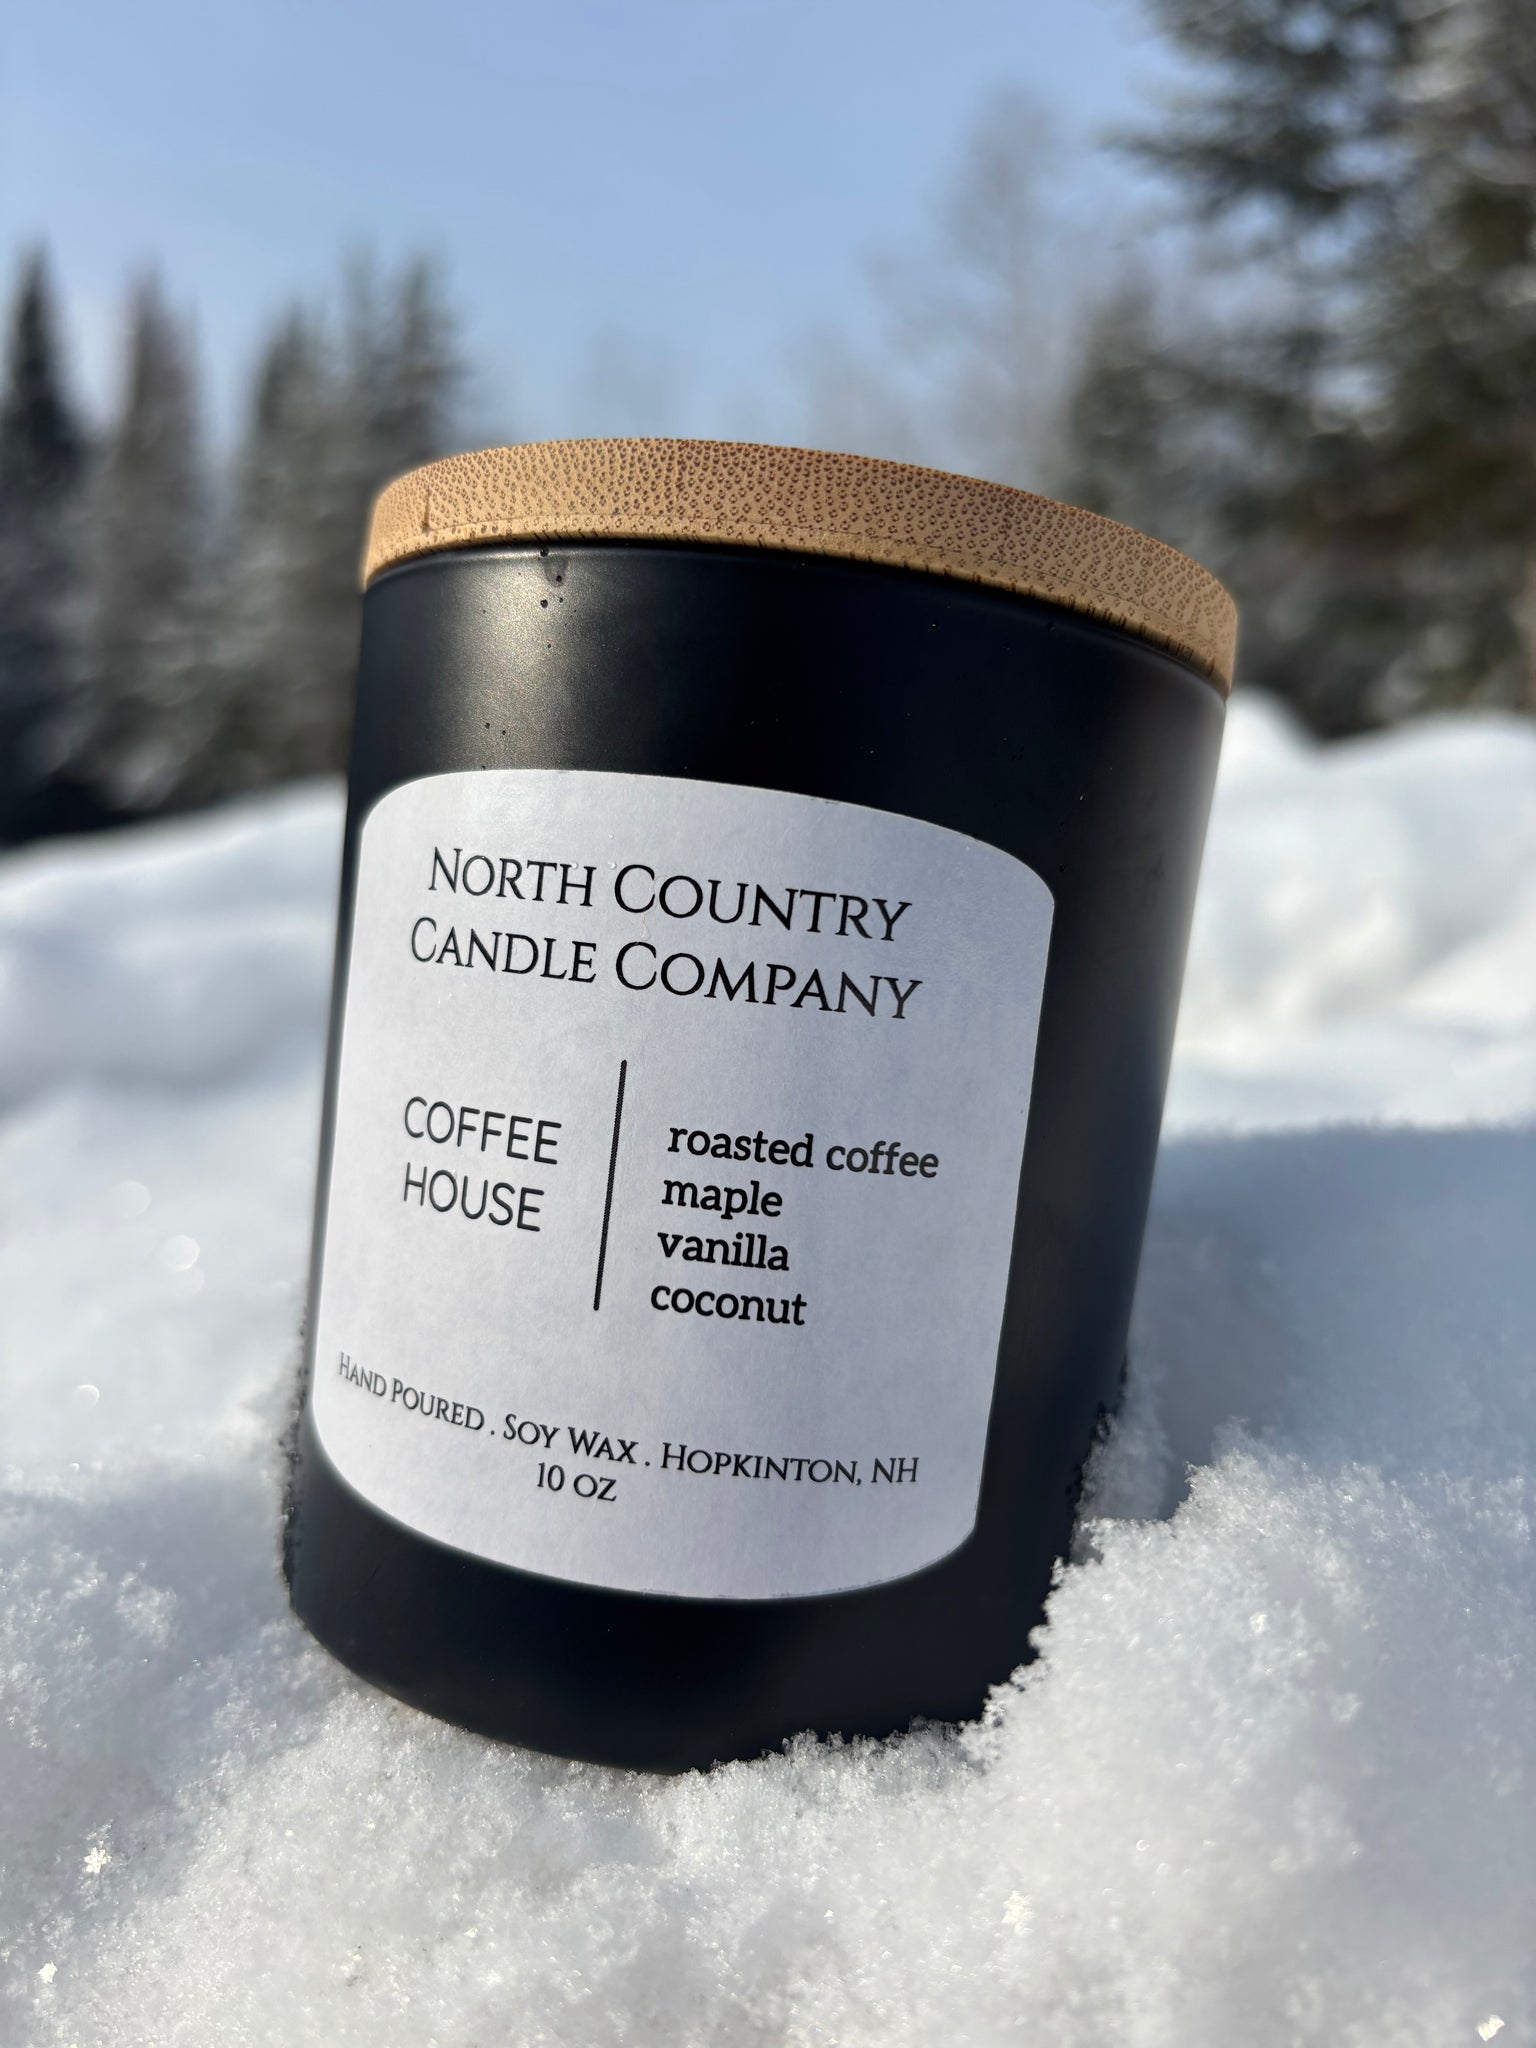 North Country
Candle Company
COFFEE
HOUSE
roasted coffee
maple
vanilla
coconut
Hand Poured . Soy Wax . Hopkinton, NH
10 oz